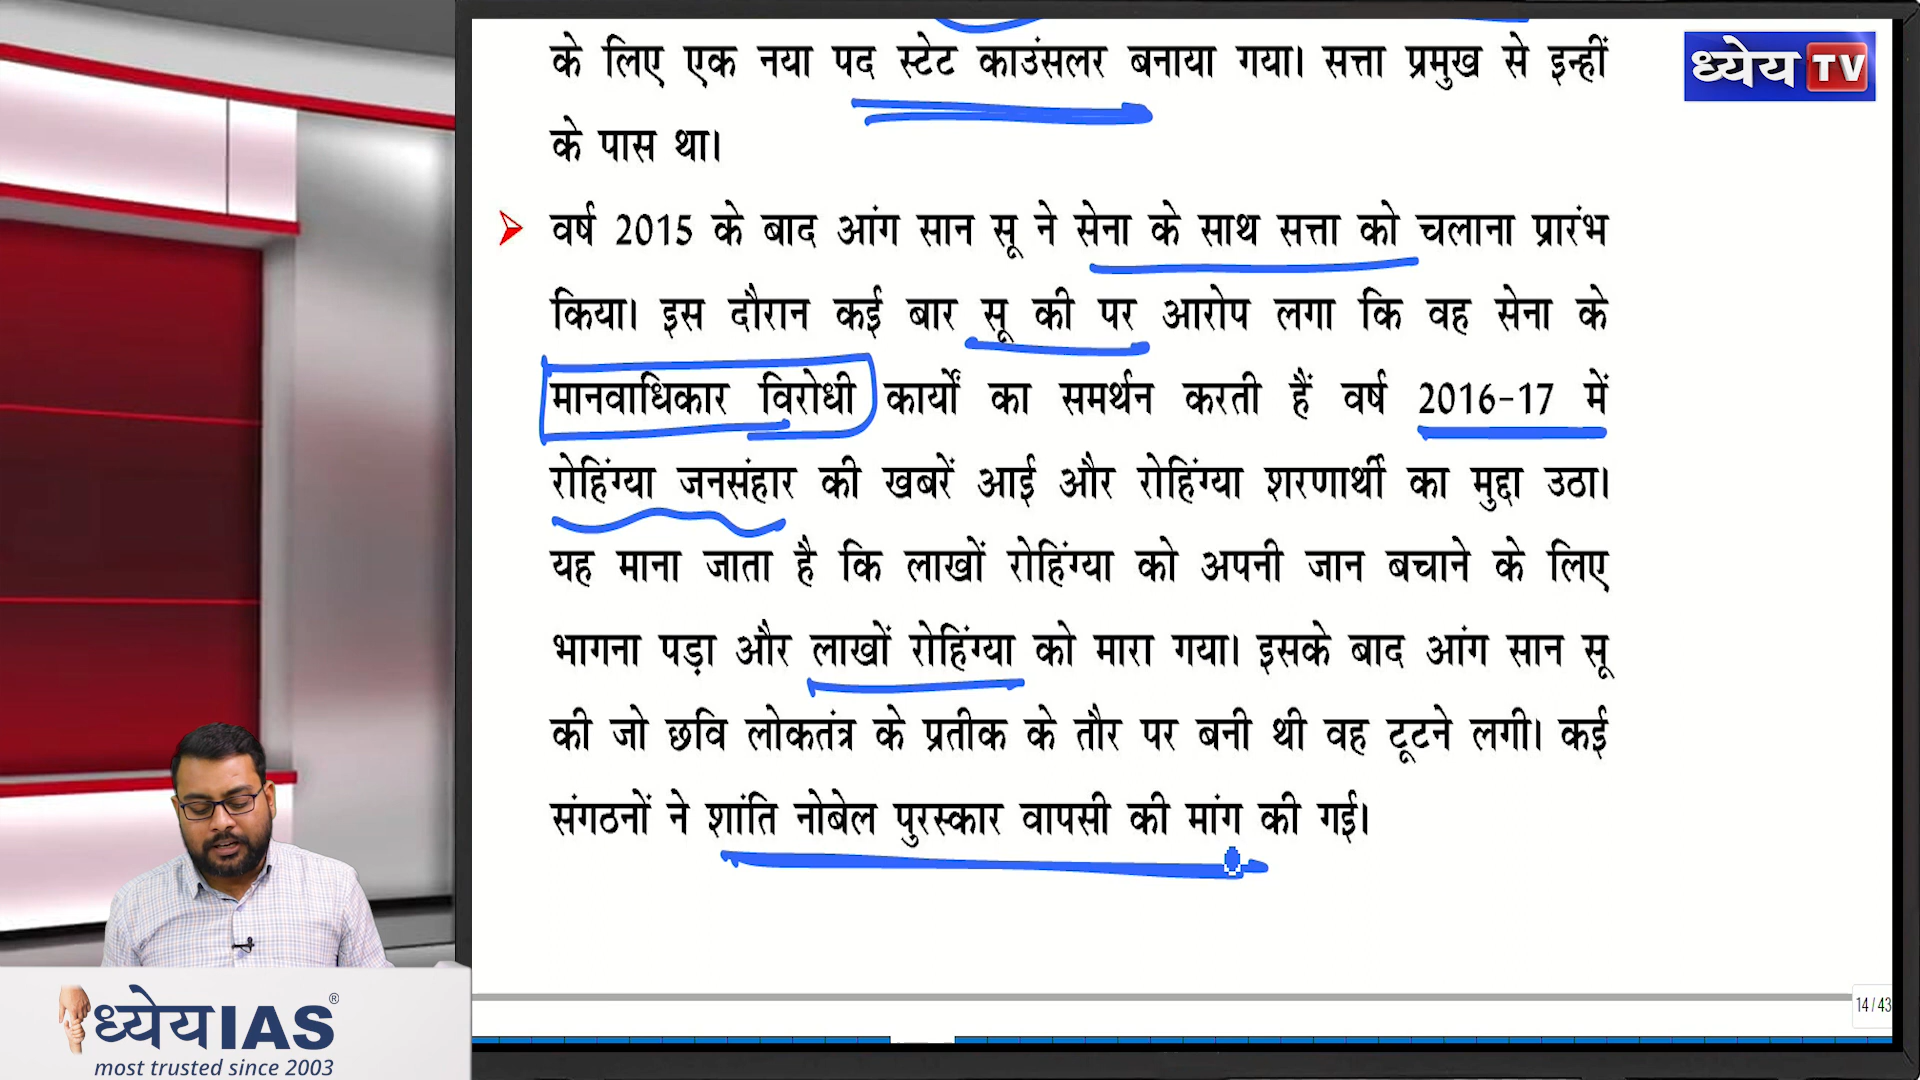 के लिए एक नया पद स्टेट काउंसलर बनाया गया। सत्ता प्रमुख से इन्हीं
के पास था।
वर्ष 2015 के बाद आंग सान सू ने सेना के साथ सत्ता को चलाना प्रारंभ
किया। इस दौरान कई बार सू की पर आरोप लगा कि वह सेना के
मानवाधिकार विरोधी कार्यों का समर्थन करती हैं वर्ष 2016-17 में
रोहिंग्या जनसंहार की खबरें आई और रोहिंग्या शरणार्थी का मुद्दा उठा।
यह माना जाता है कि लाखों रोहिंग्या को अपनी जान बचाने के लिए
भागना पड़ा और लाखों रोहिंग्या को मारा गया। इसके बाद आंग सान सू
की जो छवि लोकतंत्र के प्रतीक के तौर पर बनी थी वह टूटने लगी। कई
संगठनों ने शांति नोबेल पुरस्कार वापसी की मांग की गई।
ध्येय TV
14/43
ध्येय IAS®
most trusted since 2003